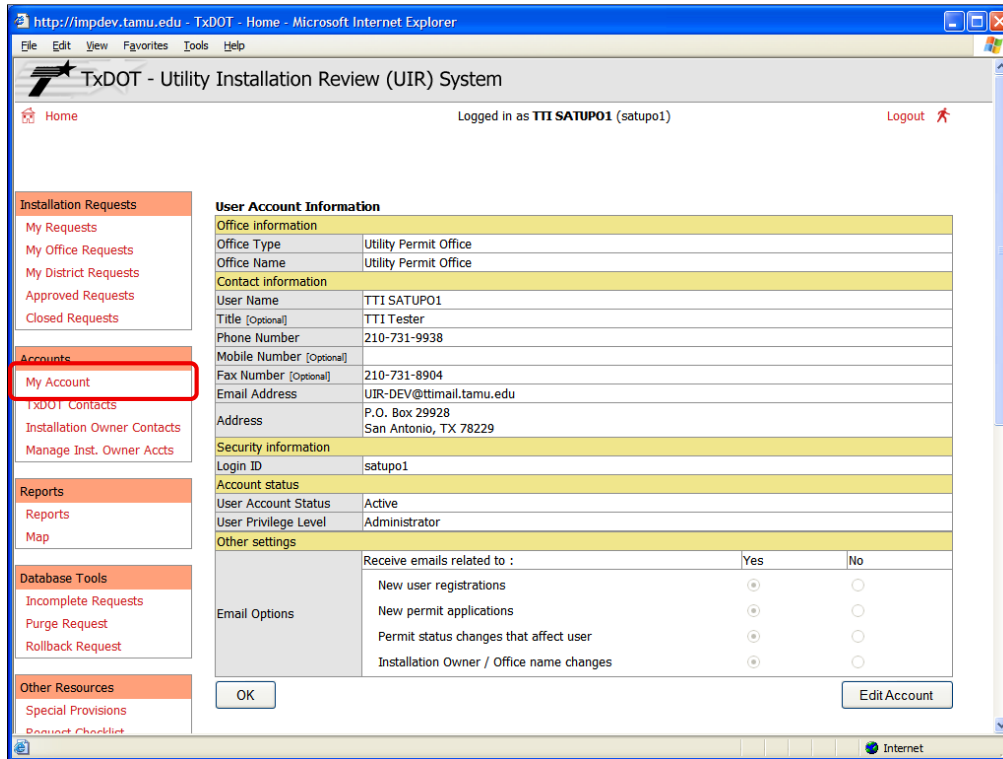 http://impdev.tamu.edu - TxDOT - Home - Microsoft Internet Explorer
File Edit View Favorites Tools Help
TxDOT - Utility Installation Review (UIR) System
Home
Logged in as TTI SATUPO1 (satupo1)
Logout
Installation Requests
My Requests
My Office Requests
My District Requests
Approved Requests
Closed Requests
Accounts
My Account
TxDOT Contacts
Installation Owner Contacts
Manage Inst. Owner Accts
Reports
Reports
Map
Database Tools
Incomplete Requests
Purge Request
Rollback Request
Other Resources
Special Provisions
Request Checklist
User Account Information
Office information
Office Type Utility Permit Office
Office Name Utility Permit Office
Contact information
User Name TTI SATUPO1
Title [Optional] TTI Tester
Phone Number 210-731-9938
Mobile Number [Optional]
Fax Number [Optional] 210-731-8904
Email Address UIR-DEV@ttimail.tamu.edu
Address P.O. Box 29928
San Antonio, TX 78229
Security information
Login ID satupo1
Account status
User Account Status Active
User Privilege Level Administrator
Other settings
Email Options
Receive emails related to : Yes No
New user registrations
New permit applications
Permit status changes that affect user
Installation Owner / Office name changes
OK
Edit Account
Internet